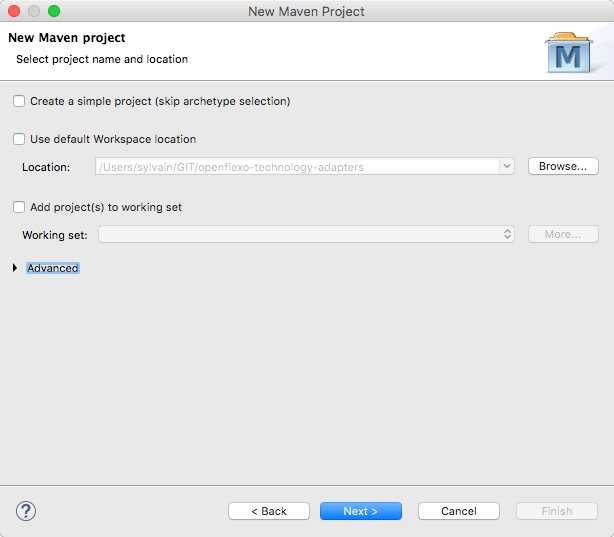 New Maven Project
New Maven project
Select project name and location
M
Create a simple project (skip archetype selection)
Use default Workspace location
Location: /Users/sylvain/GIT/openflexo-technology-adapters Browse...
Add project(s) to working set
Working set: More...
Advanced
? < Back Next > Cancel Finish